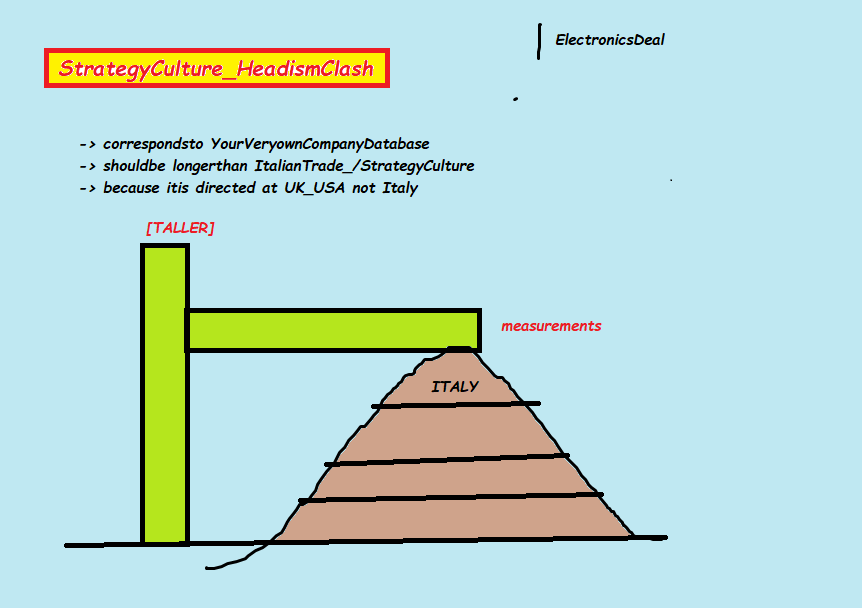 ElectronicsDeal
StrategyCulture_HeadismClash
-> correspondsto YourVeryownCompanyDatabase
-> shouldbe longerthan ItalianTrade_/StrategyCulture
-> because itis directed at UK_USA not Italy
[TALLER]
measurements
ITALY